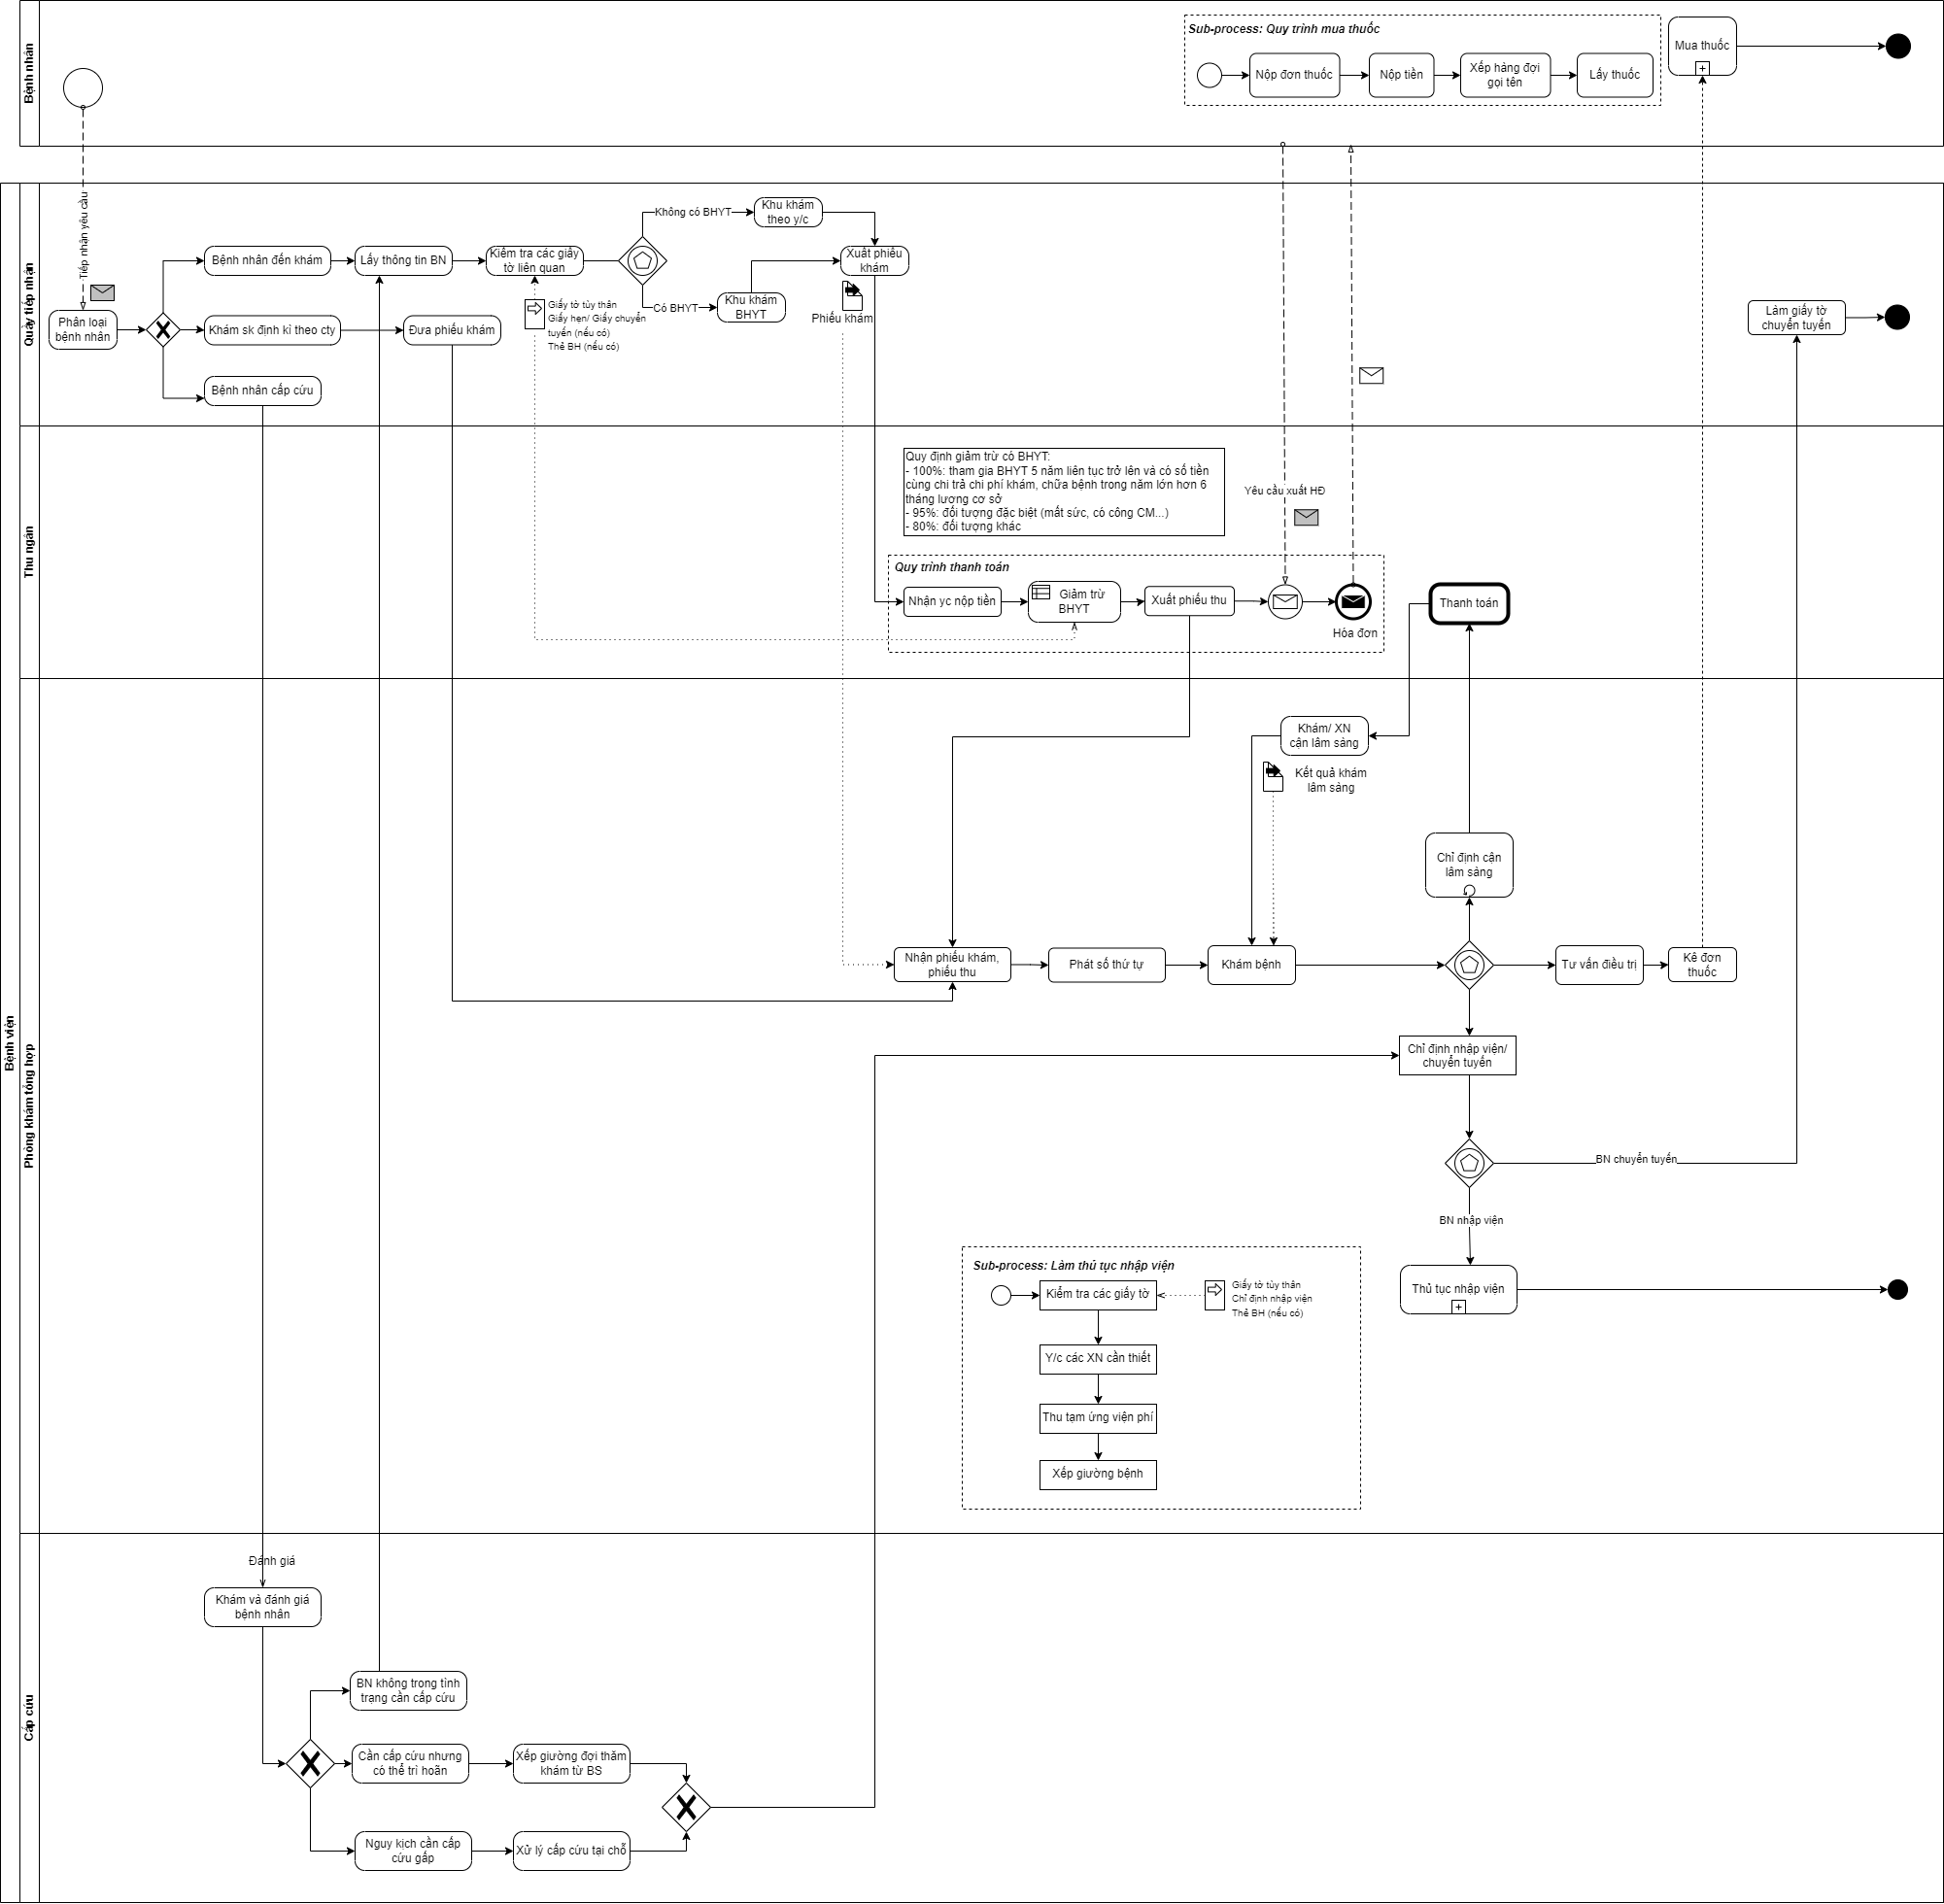 Bệnh nhân
Sub-process: Quy trình mua thuốc
Nộp đơn thuốc
Nộp tiền
Xếp hàng đợi
gọi tên
Lấy thuốc
Mua thuốc
Bệnh viện
Quầy tiếp nhận
Tiếp nhận yêu cầu
Phân loại
bệnh nhân
Bệnh nhân đến khám
Lấy thông tin BN
Kiểm tra các giấy
tờ liên quan
Không có BHYT
Khu khám
theo y/c
Có BHYT
Khu khám
BHYT
Xuất phiếu
khám
Phiếu khám
Giấy tờ tùy thân
Giấy hẹn/ Giấy chuyển
tuyến (nếu có)
Thẻ BH (nếu có)
Khám sk định kì theo cty
Đưa phiếu khám
Bệnh nhân cấp cứu
Làm giấy tờ
chuyển tuyến
Thu ngân
Quy định giảm trừ có BHYT:
- 100%: tham gia BHYT 5 năm liên tục trở lên và có số tiền
cùng chi trả chi phí khám, chữa bệnh trong năm lớn hơn 6
tháng lương cơ sở
- 95%: đối tượng đặc biệt (mất sức, có công CM...)
- 80%: đối tượng khác
Yêu cầu xuất HĐ
Quy trình thanh toán
Nhận yc nộp tiền
Giảm trừ
BHYT
Xuất phiếu thu
Hóa đơn
Thanh toán
Phòng khám tổng hợp
Khám/ XN
cận lâm sàng
Kết quả khám
lâm sàng
Chỉ định cận
lâm sàng
Nhận phiếu khám,
phiếu thu
Phát số thứ tự
Khám bệnh
Tư vấn điều trị
Kê đơn
thuốc
Chỉ định nhập viện/
chuyển tuyến
BN chuyển tuyến
BN nhập viện
Thủ tục nhập viện
Sub-process: Làm thủ tục nhập viện
Kiểm tra các giấy tờ
Giấy tờ tùy thân
Chỉ định nhập viện
Thẻ BH (nếu có)
Y/c các XN cần thiết
Thu tạm ứng viện phí
Xếp giường bệnh
Cấp cứu
Đánh giá
Khám và đánh giá
bệnh nhân
BN không trong tình
trạng cần cấp cứu
Cần cấp cứu nhưng
có thể trì hoãn
Xếp giường đợi thăm
khám từ BS
Nguy kịch cần cấp
cứu gấp
Xử lý cấp cứu tại chỗ